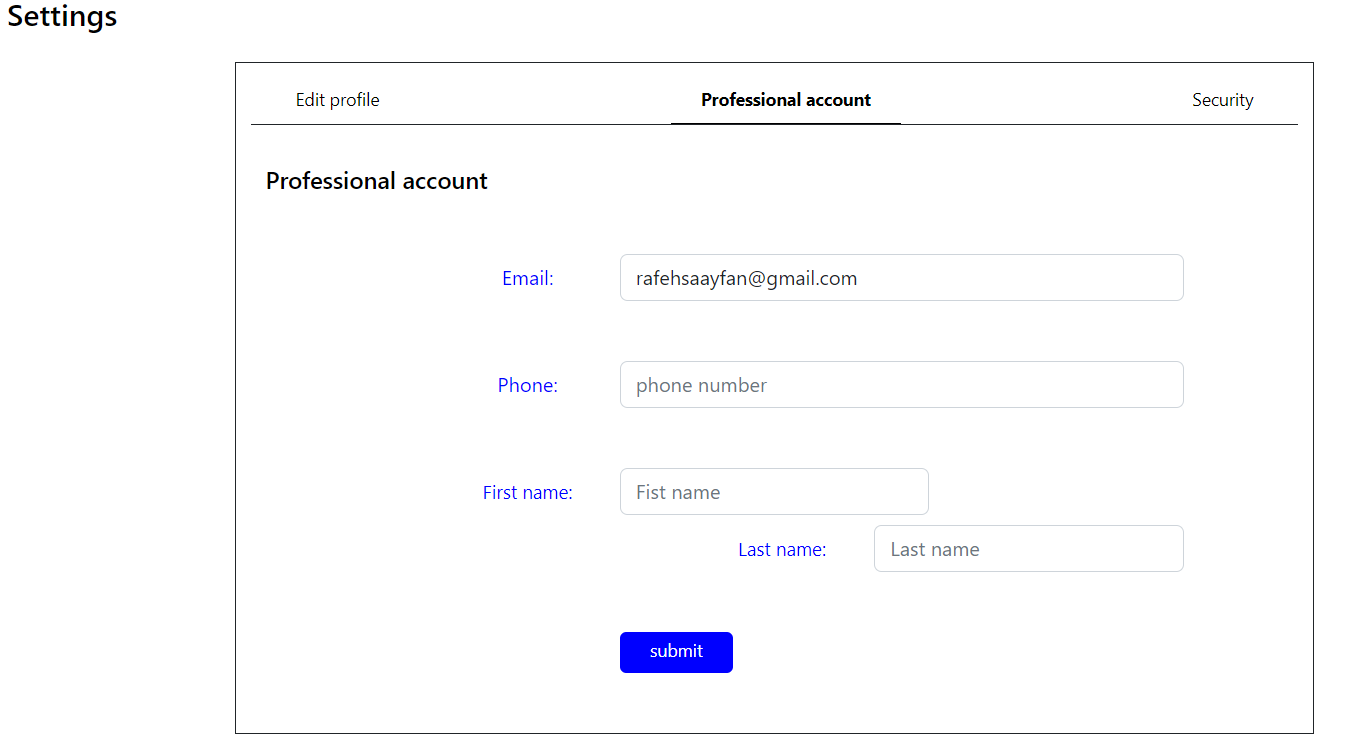 Settings
Edit profile Professional account Security
Professional account
Email: rafehsaayfan@gmail.com
Phone: phone number
First name: Fist name
Last name: Last name
submit